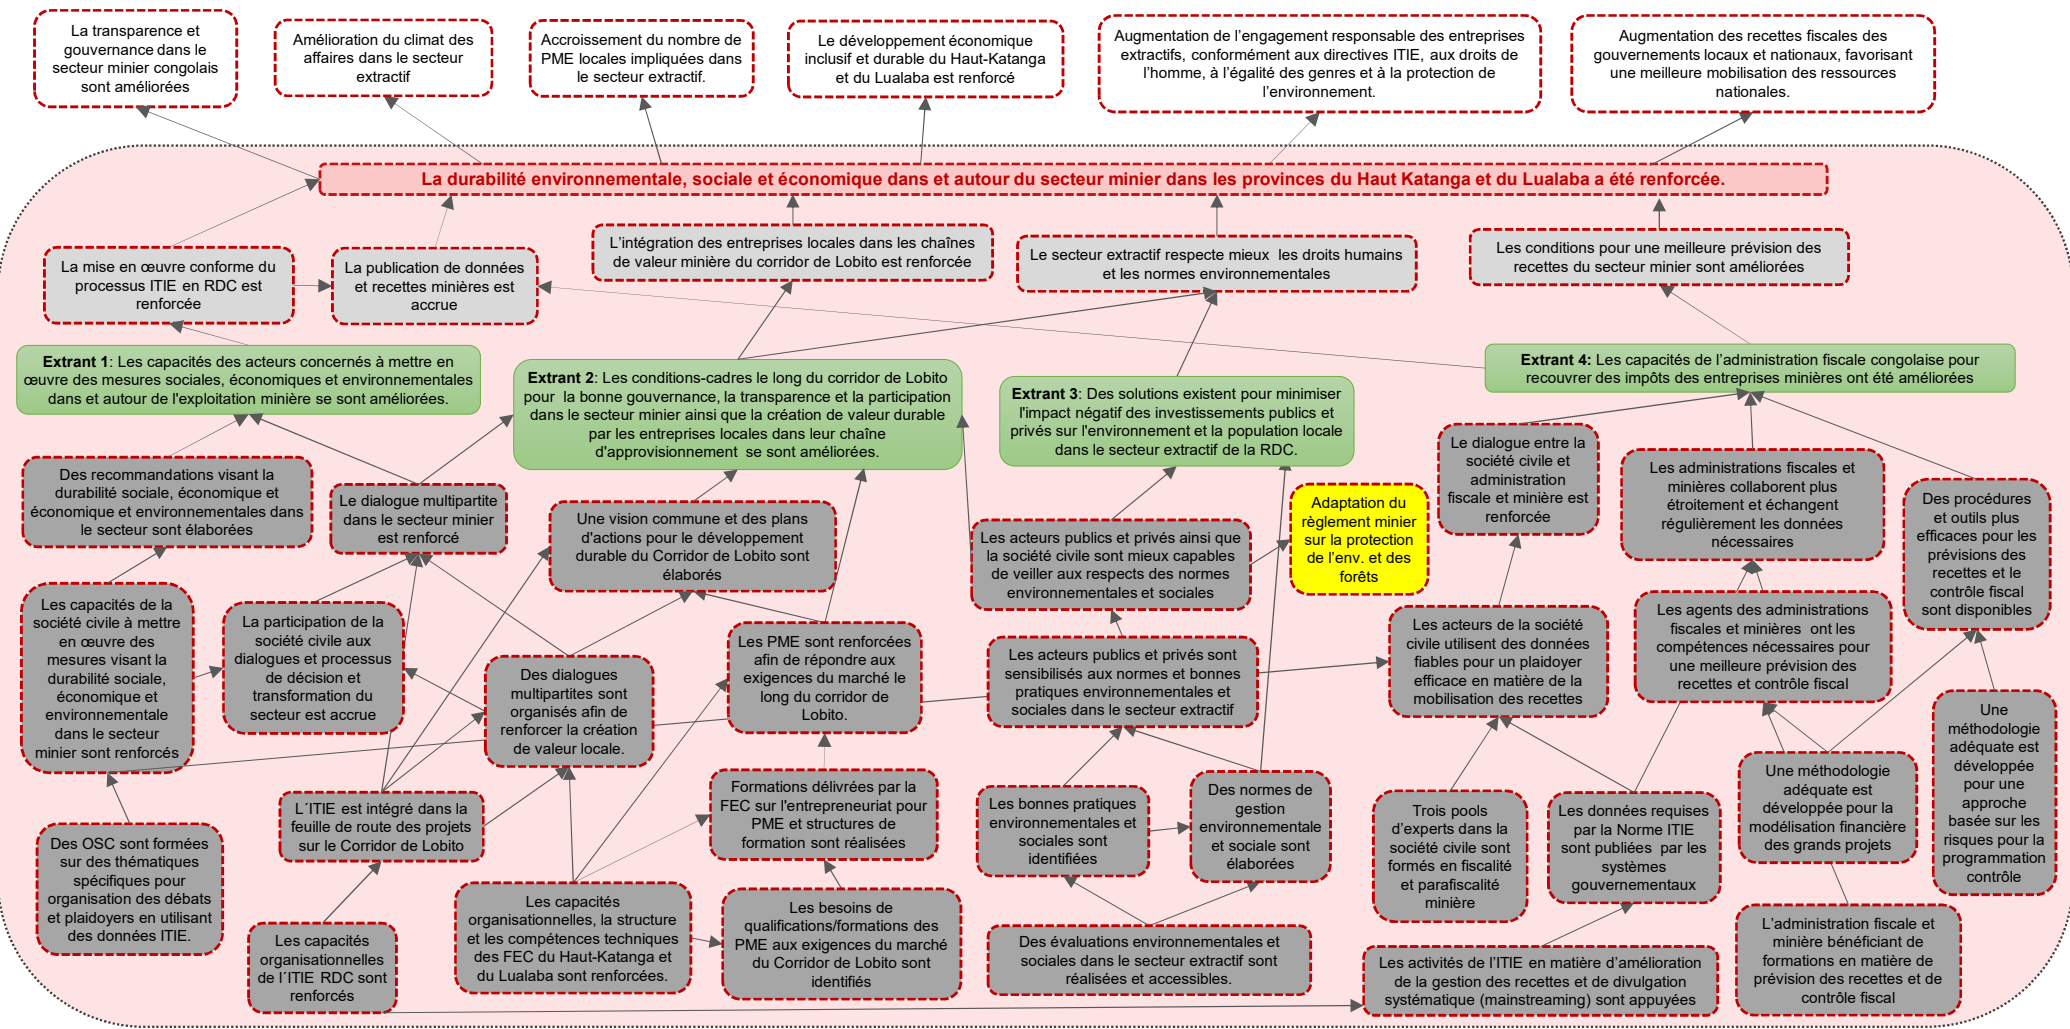 La transparence et
gouvernance dans le
secteur minier congolais
sont améliorées
Amélioration du climat des
affaires dans le secteur
extractif
Accroissement du nombre de
PME locales impliquées dans
le secteur extractif.
Le développement économique
inclusif et durable du Haut-Katanga
et du Lualaba est renforcé
Augmentation de l'engagement responsable des entreprises
extractifs, conformément aux directives ITIE, aux droits de
l'homme, à l'égalité des genres et à la protection de
l'environnement.
Augmentation des recettes fiscales des
gouvernements locaux et nationaux, favorisant
une meilleure mobilisation des ressources
nationales.
La durabilité environnementale, sociale et économique dans et autour du secteur minier dans les provinces du Haut Katanga et du Lualaba a été renforcée.
La mise en œuvre conforme du
processus ITIE en RDC est
renforcée
La publication de données
et recettes minières est
accrue
L'intégration des entreprises locales dans les chaînes
de valeur minière du corridor de Lobito est renforcée
Le secteur extractif respecte mieux les droits humans
et les normes environnementales
Les conditions pour une meilleure prévision des
recettes du secteur minier sont améliorées
Extrant 1: Les capacités des acteurs concernés à mettre en
œuvre des mesures sociales, économiques et environnementales
dans et autour de l'exploitation minière se sont améliorées.
Extrant 2: Les conditions-cadres le long du corridor de Lobito
pour la bonne gouvernance, la transparence et la participation
dans le secteur minier ainsi que la création de valeur durable
par les entreprises locales dans leur chaîne
d'approvisionnement se sont améliorées.
Extrant 3: Des solutions existent pour minimiser
l'impact négatif des investissements publics et
privés sur l'environnement et la population locale
dans le secteur extractif de la RDC.
Extrant 4: Les capacités de l'administration fiscale congolaise pour
recouvrer des impôts des entreprises minières ont été améliorées
Des recommandations visant la
durabilité sociale, économique et
économique et environnementales dans
le secteur sont élaborées
Le dialogue multipartite
dans le secteur minier
est renforcé
Une vision commune et des plans
d'actions pour le développement
durable du Corridor de Lobito sont
élaborés
Les acteurs publics et privés ainsi que
la société civile sont mieux capables
de veiller aux respects des normes
environnementales et sociales
Adaptation du
règlement minier
sur la protection
de l'env. et des
forêts
Le dialogue entre la
société civile et
administration
fiscale et minière est
renforcée
Les administrations fiscales et
minières collaborent plus
étroitement et échangent
régulièrement les données
nécessaires
Des procédures
et outils plus
efficaces pour les
prévisions des
recettes et le
contrôle fiscal
sont disponibles
Les capacités de la
société civile à mettre
en œuvre des
mesures visant la
durabilité sociale,
économique et
environnementale
dans le secteur
minier sont renforcés
La participation de la
société civile aux
dialogues et processus
de décision et
transformation du
secteur est accrue
Des dialogues
multipartites sont
organisés afin de
renforcer la création
de valeur locale.
Les PME sont renforcées
afin de répondre aux
exigences du marché le
long du corridor de
Lobito.
Les acteurs publics et privés sont
sensibilisés aux normes et bonnes
pratiques environnementales et
sociales dans le secteur extractif
Les acteurs de la société
civile utilisent des données
fiables pour un plaidoyer
efficace en matière de la
mobilisation des recettes
Les agents des administrations
fiscales et minières ont les
compétences nécessaires pour
une meilleure prévision des
recettes et contrôle fiscal
Une
méthodologie
adéquate est
développée
pour une
approche
basée sur les
risques pour la
programmation
contrôle
Des OSC sont formées
sur des thématiques
spécifiques pour
organisation des débats
et plaidoyers en utilisant
des données ITIE.
L´ITIE est intégré dans la
feuille de route des projets
sur le Corridor de Lobito
Formations délivrées par la
FEC sur l'entrepreneuriat pour
PME et structures de
formation sont réalisées
Les bonnes pratiques
environnementales et
sociales sont
identifiées
Des normes de
gestion
environnementale
et sociale sont
élaborées
Trois pools
d'experts dans la
société civile sont
formés en fiscalité
et parafiscalité
minière
Les données requises
par la Norme ITIE
sont publiées par les
systèmes
gouvernementaux
Une méthodologie
adéquate est
développée pour la
modélisation financière
des grands projets
Les capacités
organisationnelles
de l´ITIE RDC sont
renforcés
Les capacités
organisationnelles, la structure
et les compétences techniques
des FEC du Haut-Katanga et
du Lualaba sont renforcées.
Les besoins de
qualifications/formations des
PME aux exigences du marché
du Corridor de Lobito sont
identifiés
Des évaluations environnementales et
sociales dans le secteur extractif sont
réalisées et accessibles.
Les activités de l'ITIE en matière d'amélioration
de la gestion des recettes et de divulgation
systématique (mainstreaming) sont appuyées
L'administration fiscale et
minière bénéficiant de
formations en matière de
prévision des recettes et de
contrôle fiscal